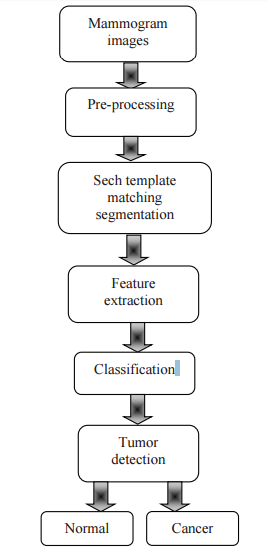 Mammogram
images
Pre-processing
Sech template
matching
segmentation
Feature
extraction
Classification
Tumor
detection
Normal
Cancer